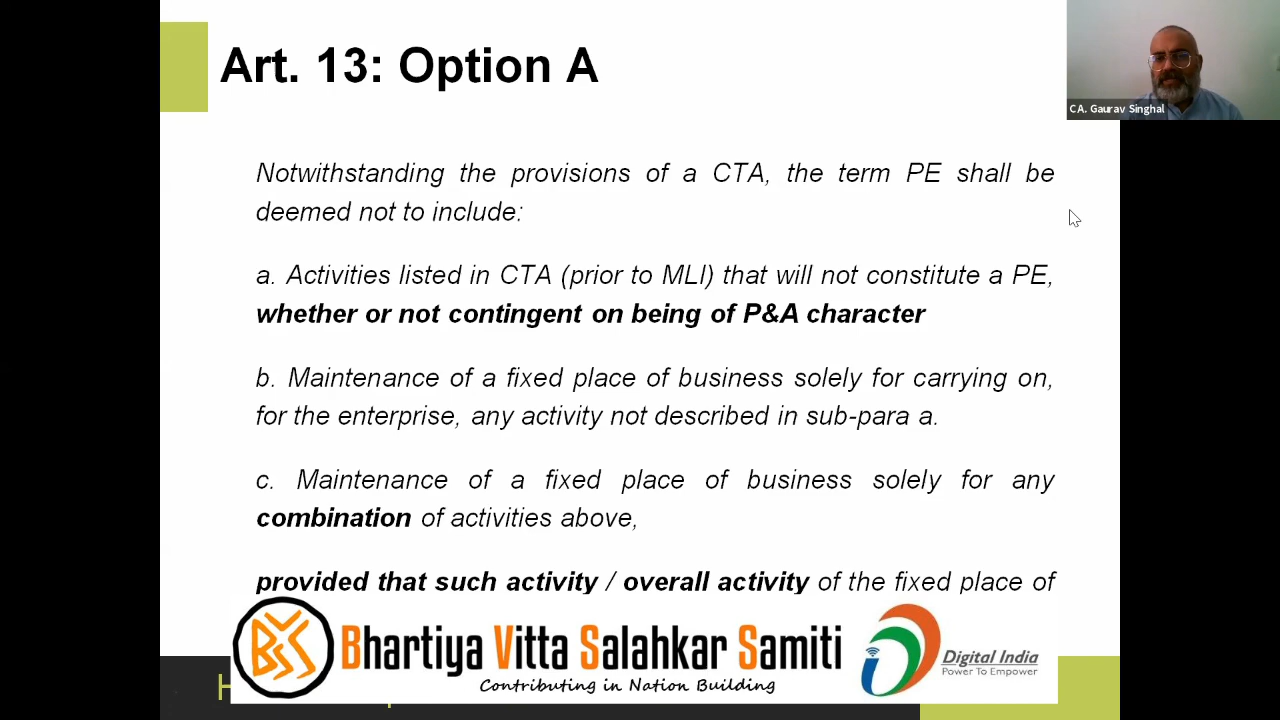 Art. 13: Option A
C.A. Gaurav Singhal
Notwithstanding the provisions of a CTA, the term PE shall be
deemed not to include:
a. Activities listed in CTA (prior to MLI) that will not constitute a PE,
whether or not contingent on being of P&A character
b. Maintenance of a fixed place of business solely for carrying on,
for the enterprise, any activity not described in sub-para a.
c. Maintenance of a fixed place of business solely for any
combination of activities above,
provided that such activity / overall activity of the fixed place of
BVSS
Bhartiya Vitta Salahkar Samiti
Contributing in Nation Building
Digital India
Power To Empower